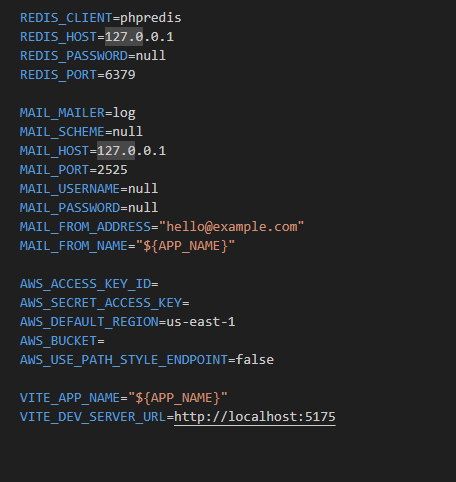 REDIS_CLIENT=phpredis
REDIS_HOST=127.0.0.1
REDIS_PASSWORD=null
REDIS_PORT=6379
MAIL_MAILER=log
MAIL_SCHEME=null
MAIL_HOST=127.0.0.1
MAIL_PORT=2525
MAIL_USERNAME=null
MAIL_PASSWORD=null
MAIL_FROM_ADDRESS="hello@example.com"
MAIL_FROM_NAME="${APP_NAME}"
AWS_ACCESS_KEY_ID=
AWS_SECRET_ACCESS_KEY=
AWS_DEFAULT_REGION=us-east-1
AWS_BUCKET=
AWS_USE_PATH_STYLE_ENDPOINT=false
VITE_APP_NAME="${APP_NAME}"
VITE_DEV_SERVER_URL=http://localhost:5175